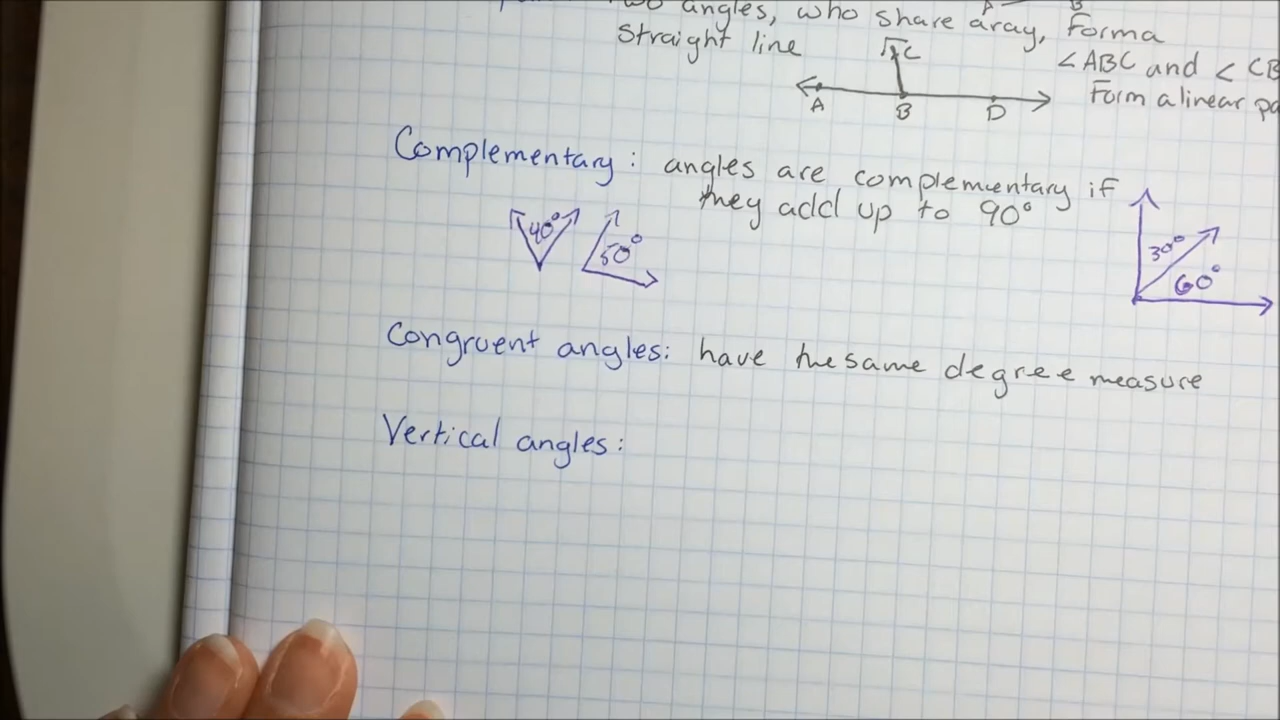 angles, who share a ray, Form a
Straight line
A B
C
A B D
<ABC and < CB
Form a linear
Complementary: angles are complementary if
they add up to 90°
40° 50°
30°
60°
Congruent angles: have the same degree measure
Vertical angles: